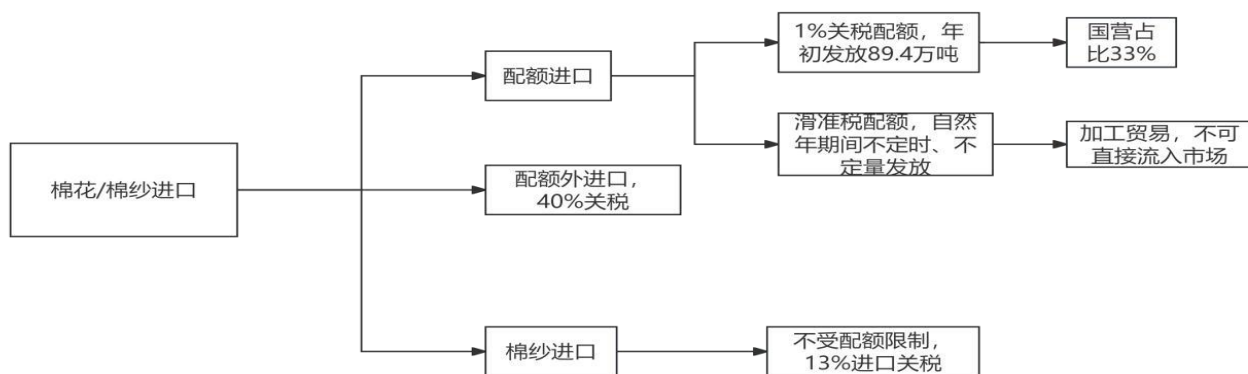 棉花/棉纱进口
配额进口
1%关税配额，年
初发放89.4万吨
国营占
比33%
滑准税配额，自然
年期间不定时、不
定量发放
加工贸易，不可
直接流入市场
配额外进口，
40%关税
棉纱进口
不受配额限制，
13%进口关税